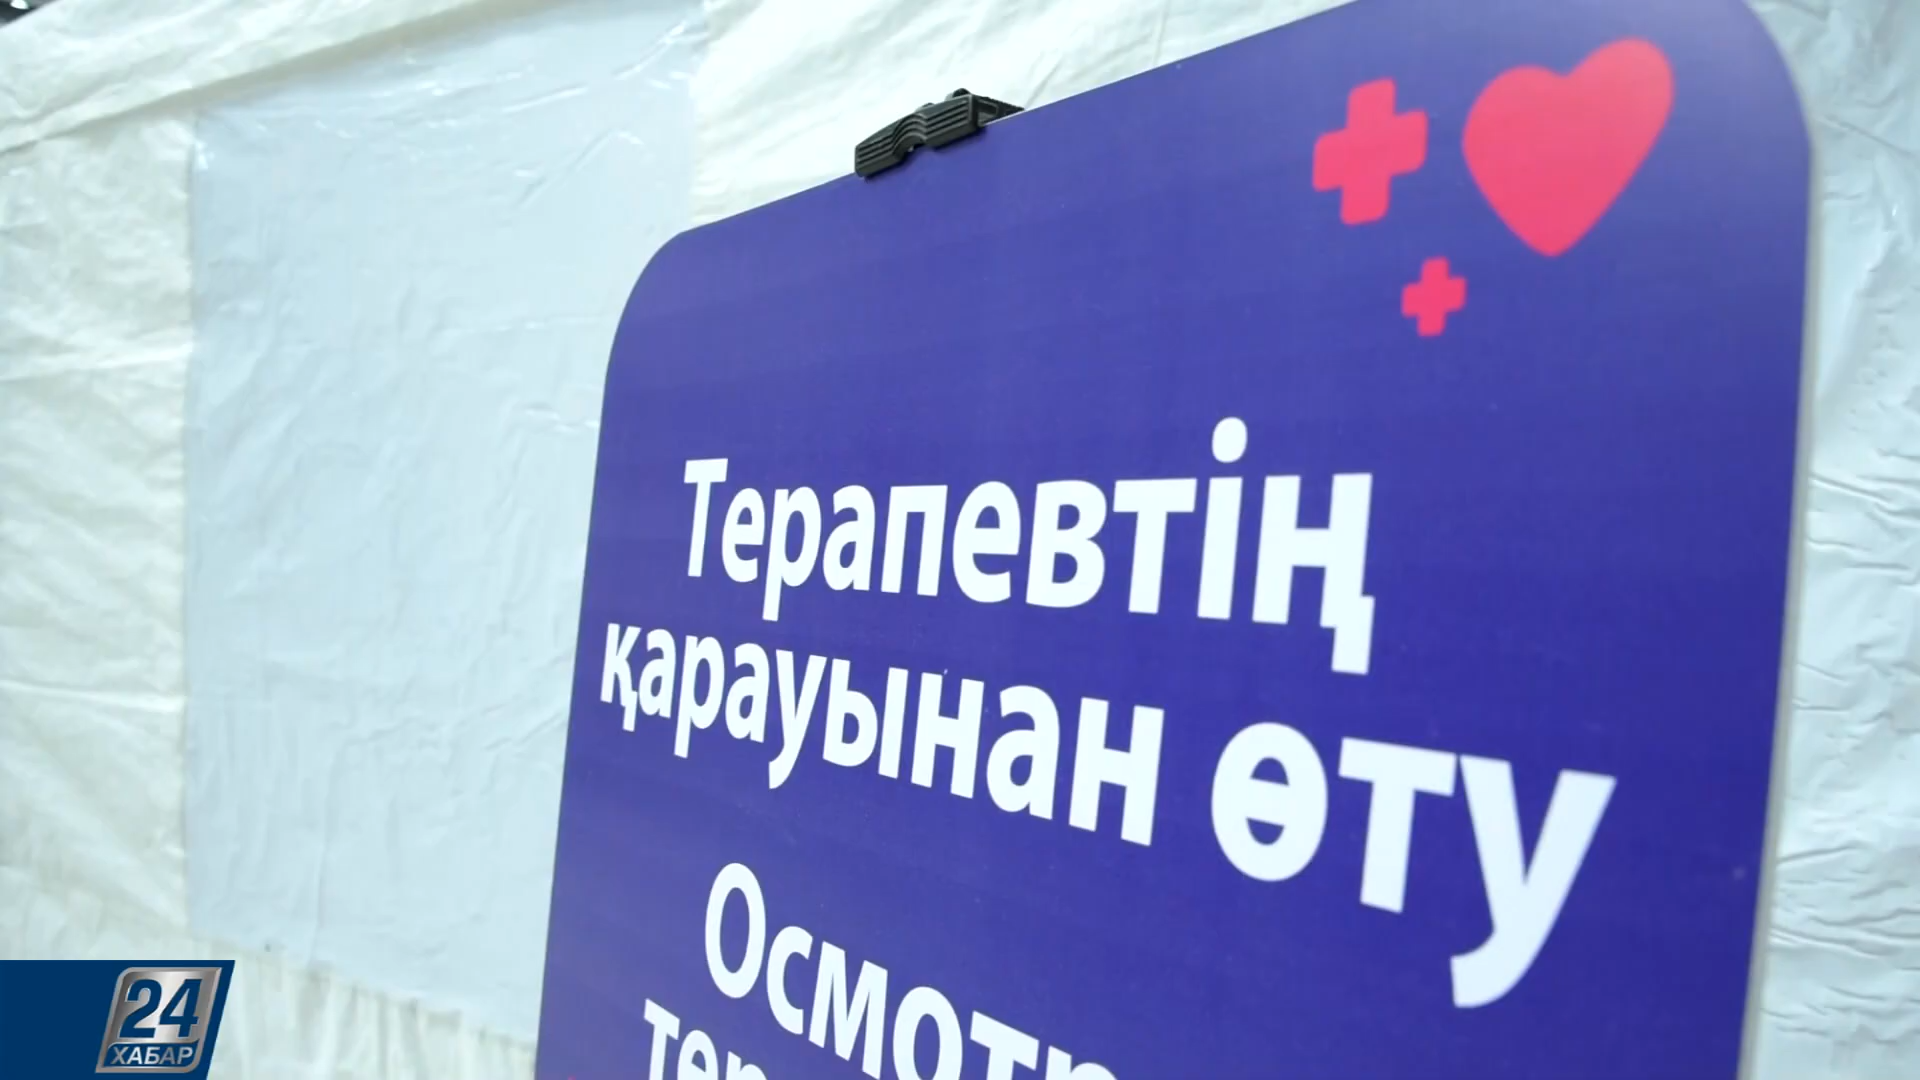 Терапевтің
қарауынан өту
Осмотр
24
ХАБАР